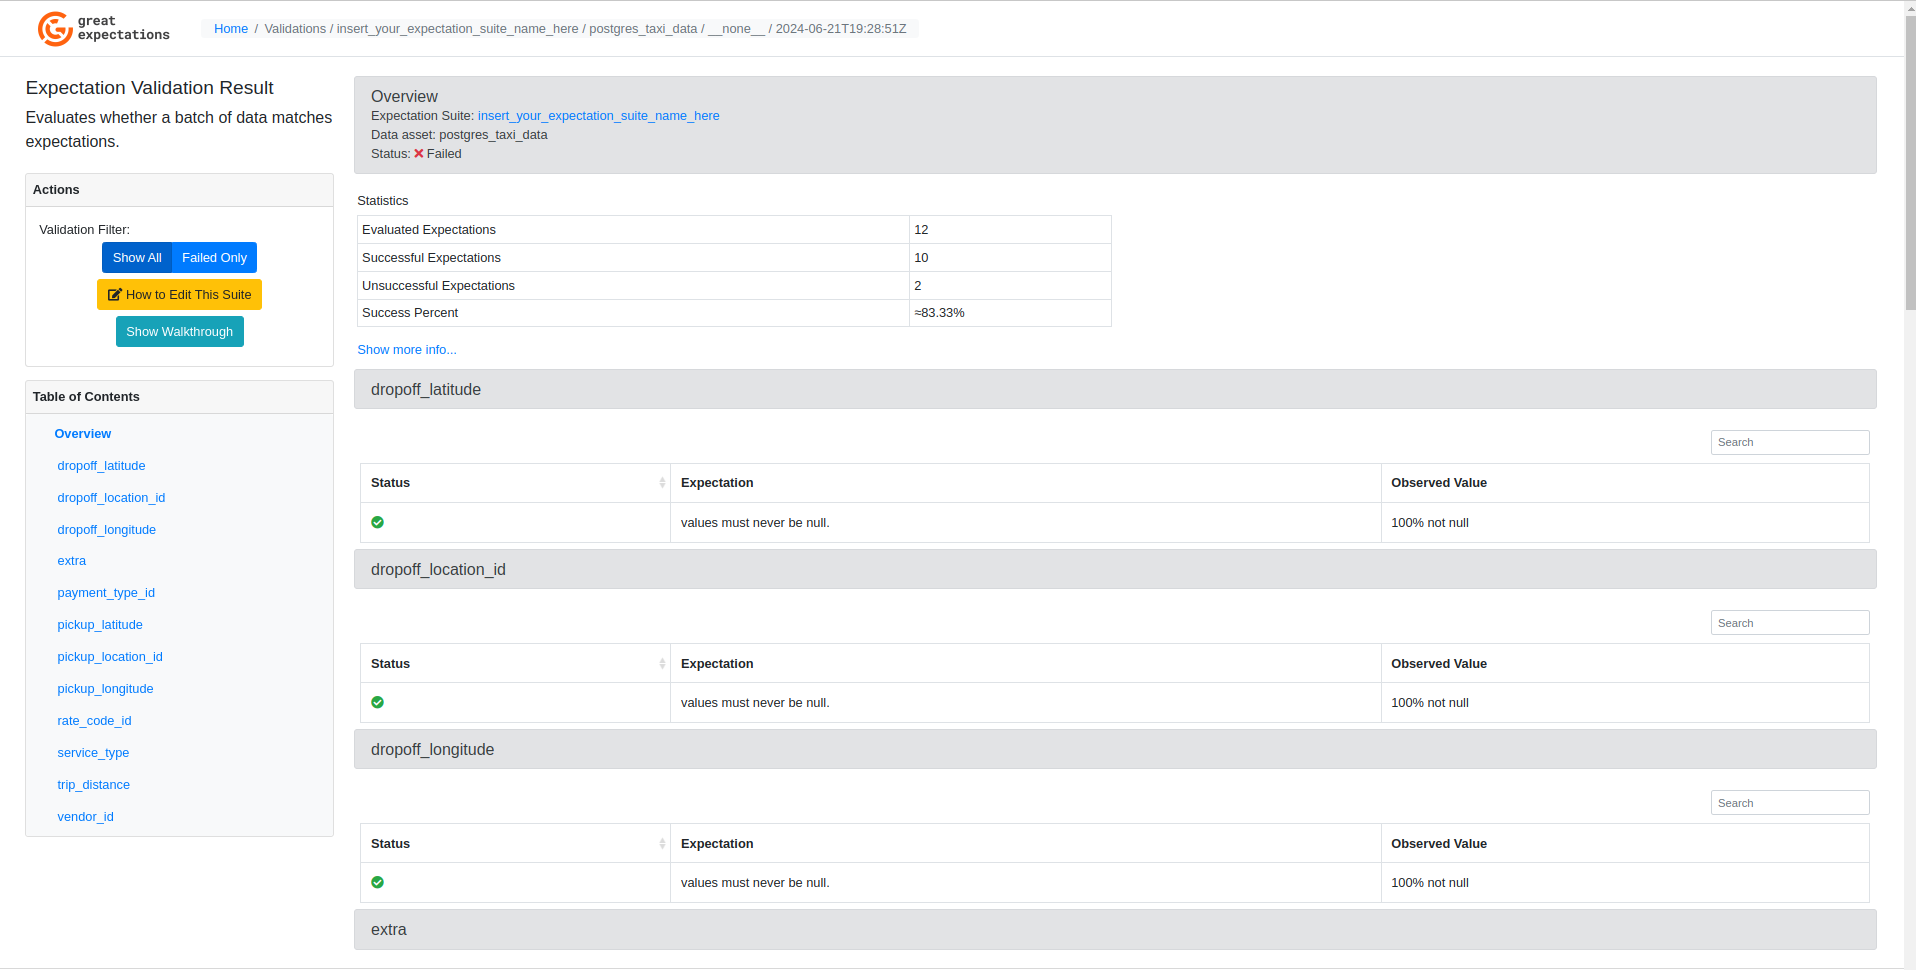 great
expectations
Home / Validations / insert_your_expectation_suite_name_here / postgres_taxi_data / __none__ / 2024-06-21T19:28:51Z
Expectation Validation Result
Evaluates whether a batch of data matches
expectations.
Actions
Validation Filter:
Show All Failed Only
How to Edit This Suite
Show Walkthrough
Table of Contents
Overview
dropoff_latitude
dropoff_location_id
dropoff_longitude
extra
payment_type_id
pickup_latitude
pickup_location_id
pickup_longitude
rate_code_id
service_type
trip_distance
vendor_id
Overview
Expectation Suite: insert_your_expectation_suite_name_here
Data asset: postgres_taxi_data
Status: Failed
Statistics
Evaluated Expectations 12
Successful Expectations 10
Unsuccessful Expectations 2
Success Percent ≈83.33%
Show more info...
dropoff_latitude
Search
Status Expectation Observed Value
values must never be null. 100% not null
dropoff_location_id
Search
Status Expectation Observed Value
values must never be null. 100% not null
dropoff_longitude
Search
Status Expectation Observed Value
values must never be null. 100% not null
extra